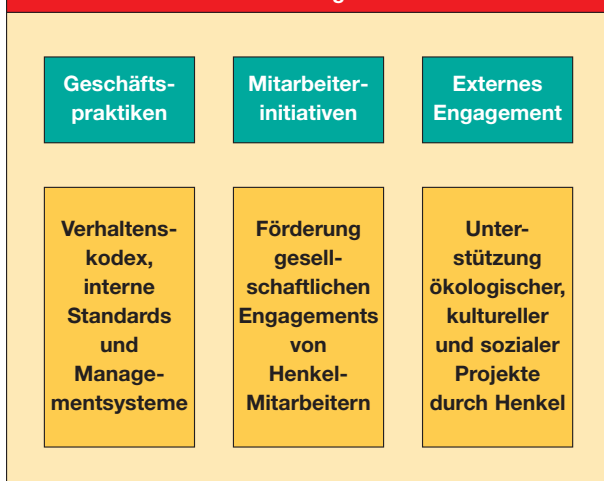 Geschäfts-
praktiken
Mitarbeiter-
initiativen
Externes
Engagement
Verhaltens-
kodex,
interne
Standards
und
Manage-
mentsysteme
Förderung
gesell-
schaftlichen
Engagements
von
Henkel-
Mitarbeitern
Unter-
stützung
ökologischer,
kultureller
und sozialer
Projekte
durch Henkel